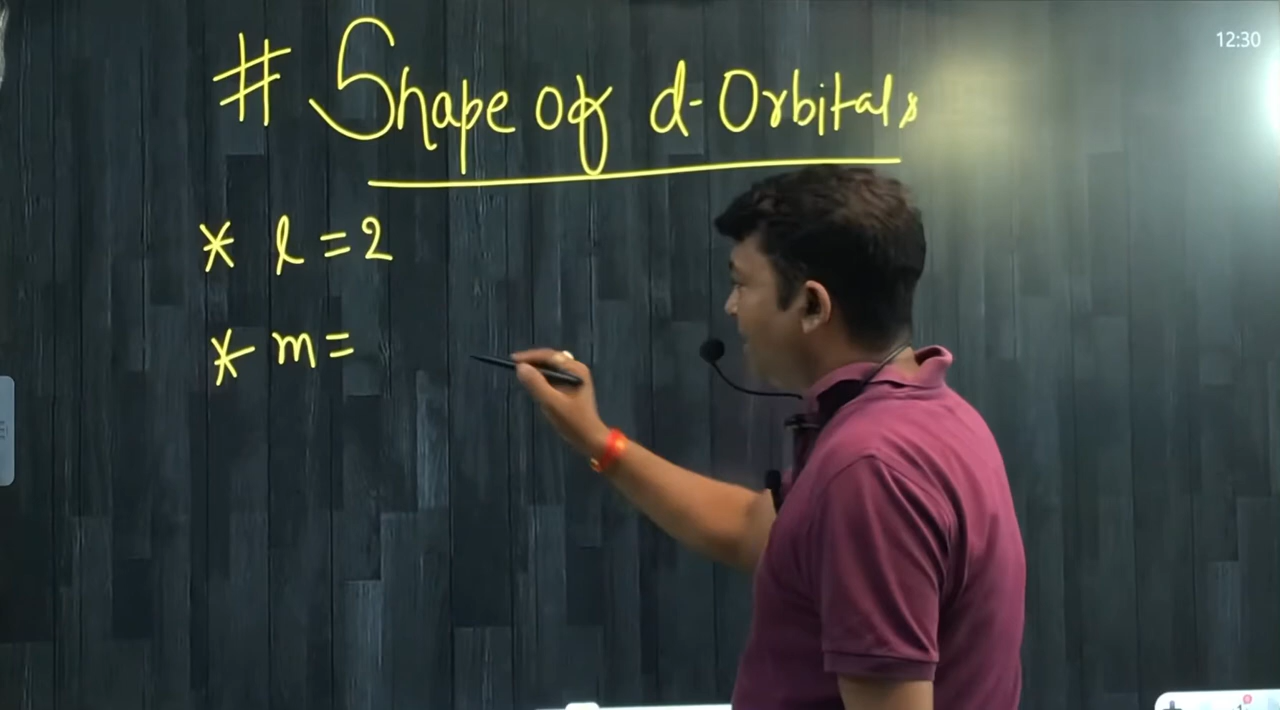 12:30
# Shape of d-Orbitals
* l = 2
* m =